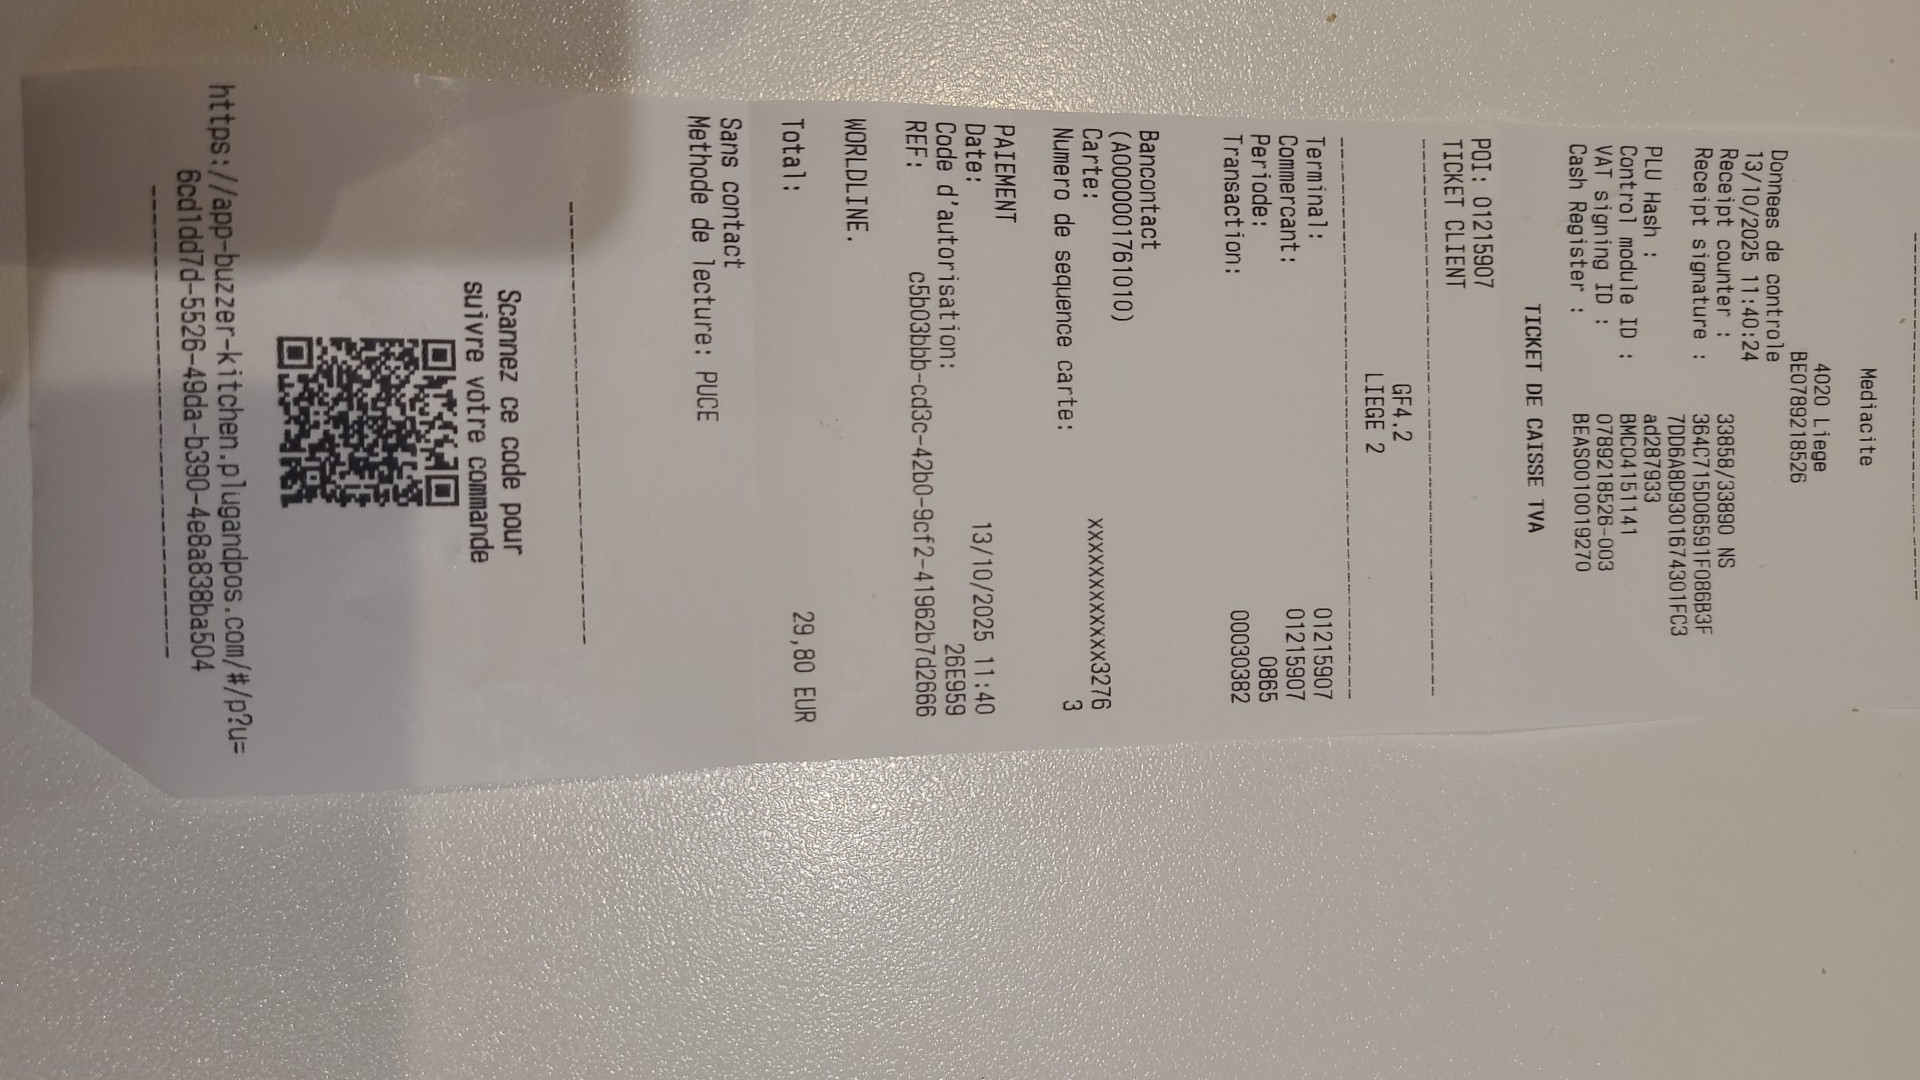 Mediacite
4020 Liege
BE0789218526
Donnees de controle
13/10/2025 11:40:24
Receipt counter : 33858/33890 NS
Receipt signature : 364C715D06591F086B3F
7DD6A8D9301674301FC3
PLU Hash : ad287933
Control module ID : BMC04151141
VAT signing ID : 0789218526-003
Cash Register : BEAS0010019270
TICKET DE CAISSE TVA
POI: 01215907
TICKET CLIENT
GF4.2
LIEGE 2
Terminal: 01215907
Commercant: 01215907
Periode: 0865
Transaction: 00030382
Bancontact
(A0000001761010)
Carte: xxxxxxxxxxxxx3276
Numero de sequence carte: 3
PAIEMENT
Date: 13/10/2025 11:40
Code d'autorisation: 26E959
REF: c5b03bbb-cd3c-42b0-9cf2-41962b7d2666
WORLDLINE.
Total: 29,80 EUR
Sans contact
Methode de lecture: PUCE
Scannez ce code pour
suivre votre commande
https://app-buzzer-kitchen.plugandpos.com/#/p?u=
6cd1dd7d-5526-49da-b390-4e8a838ba504